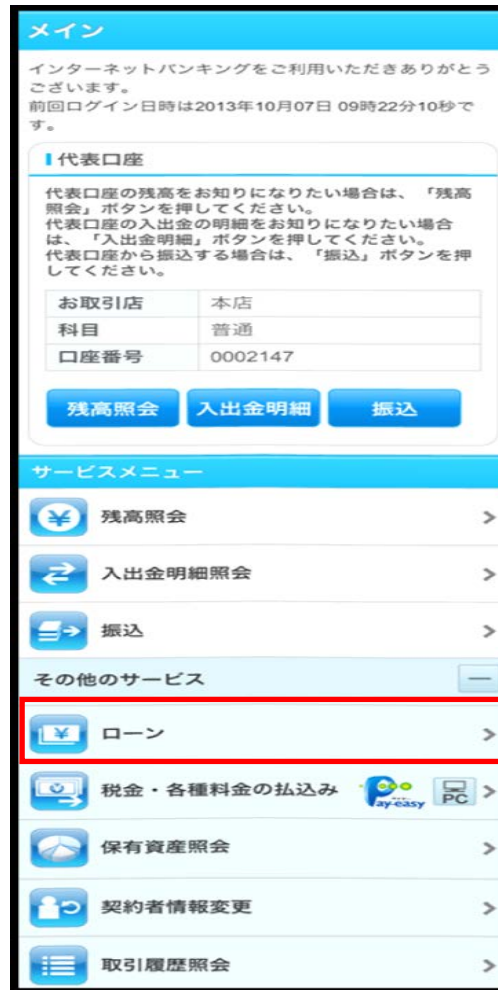 メイン
インターネットバンキングをご利用いただきありがとう
ございます。
前回ログイン日時は2013年10月07日 09時22分10秒で
す。
代表口座
代表口座の残高をお知りになりたい場合は、「残高
照会」ボタンを押してください。
代表口座の入出金の明細をお知りになりたい場合
は、「入出金明細」ボタンを押してください。
代表口座から振込する場合は、「振込」ボタンを押
してください。
お取引店 本店
科目 普通
口座番号 0002147
残高照会 入出金明細 振込
サービスメニュー
残高照会
入出金明細照会
振込
その他のサービス
ローン
税金・各種料金の払込み Pay-easy PC
保有資産照会
契約者情報変更
取引履歴照会